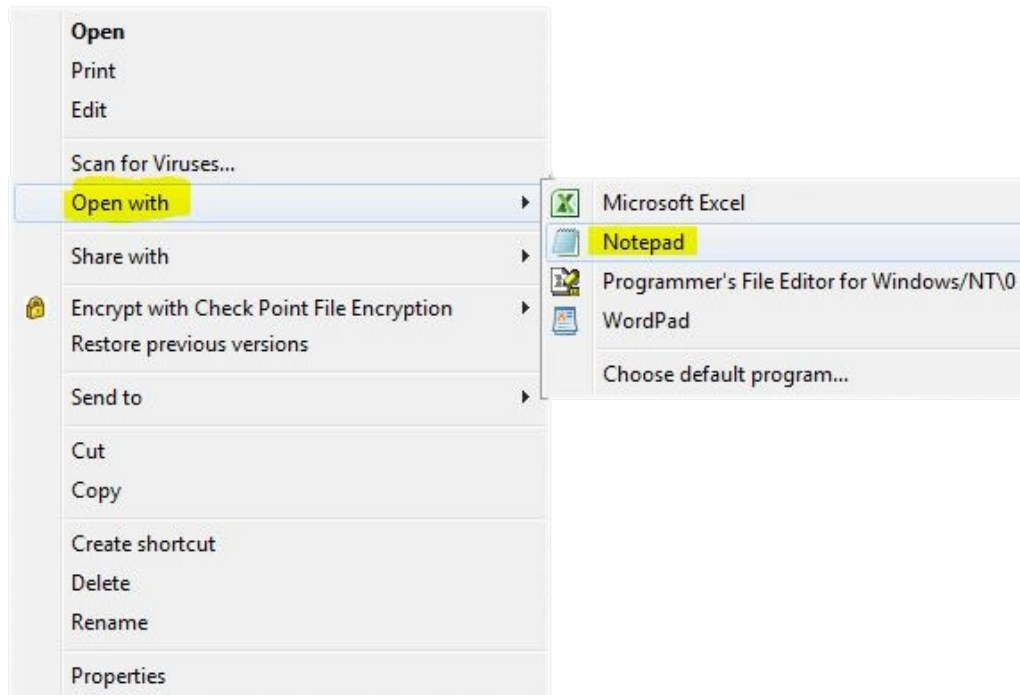 Open
Print
Edit
Scan for Viruses...
Open with
Share with
Encrypt with Check Point File Encryption
Restore previous versions
Send to
Cut
Copy
Create shortcut
Delete
Rename
Properties
Microsoft Excel
Notepad
Programmer's File Editor for Windows/NT\0
WordPad
Choose default program...